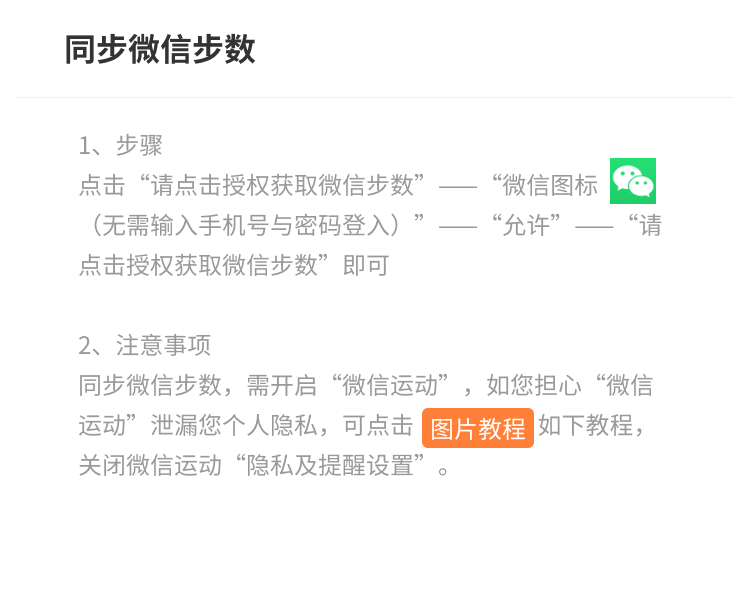 同步微信步数
1、步骤
点击“请点击授权获取微信步数”——“微信图标
（无需输入手机号与密码登入）”——“允许”——“请
点击授权获取微信步数”即可
2、注意事项
同步微信步数，需开启“微信运动”，如您担心“微信
运动”泄漏您个人隐私，可点击 图片教程 如下教程，
关闭微信运动“隐私及提醒设置”。